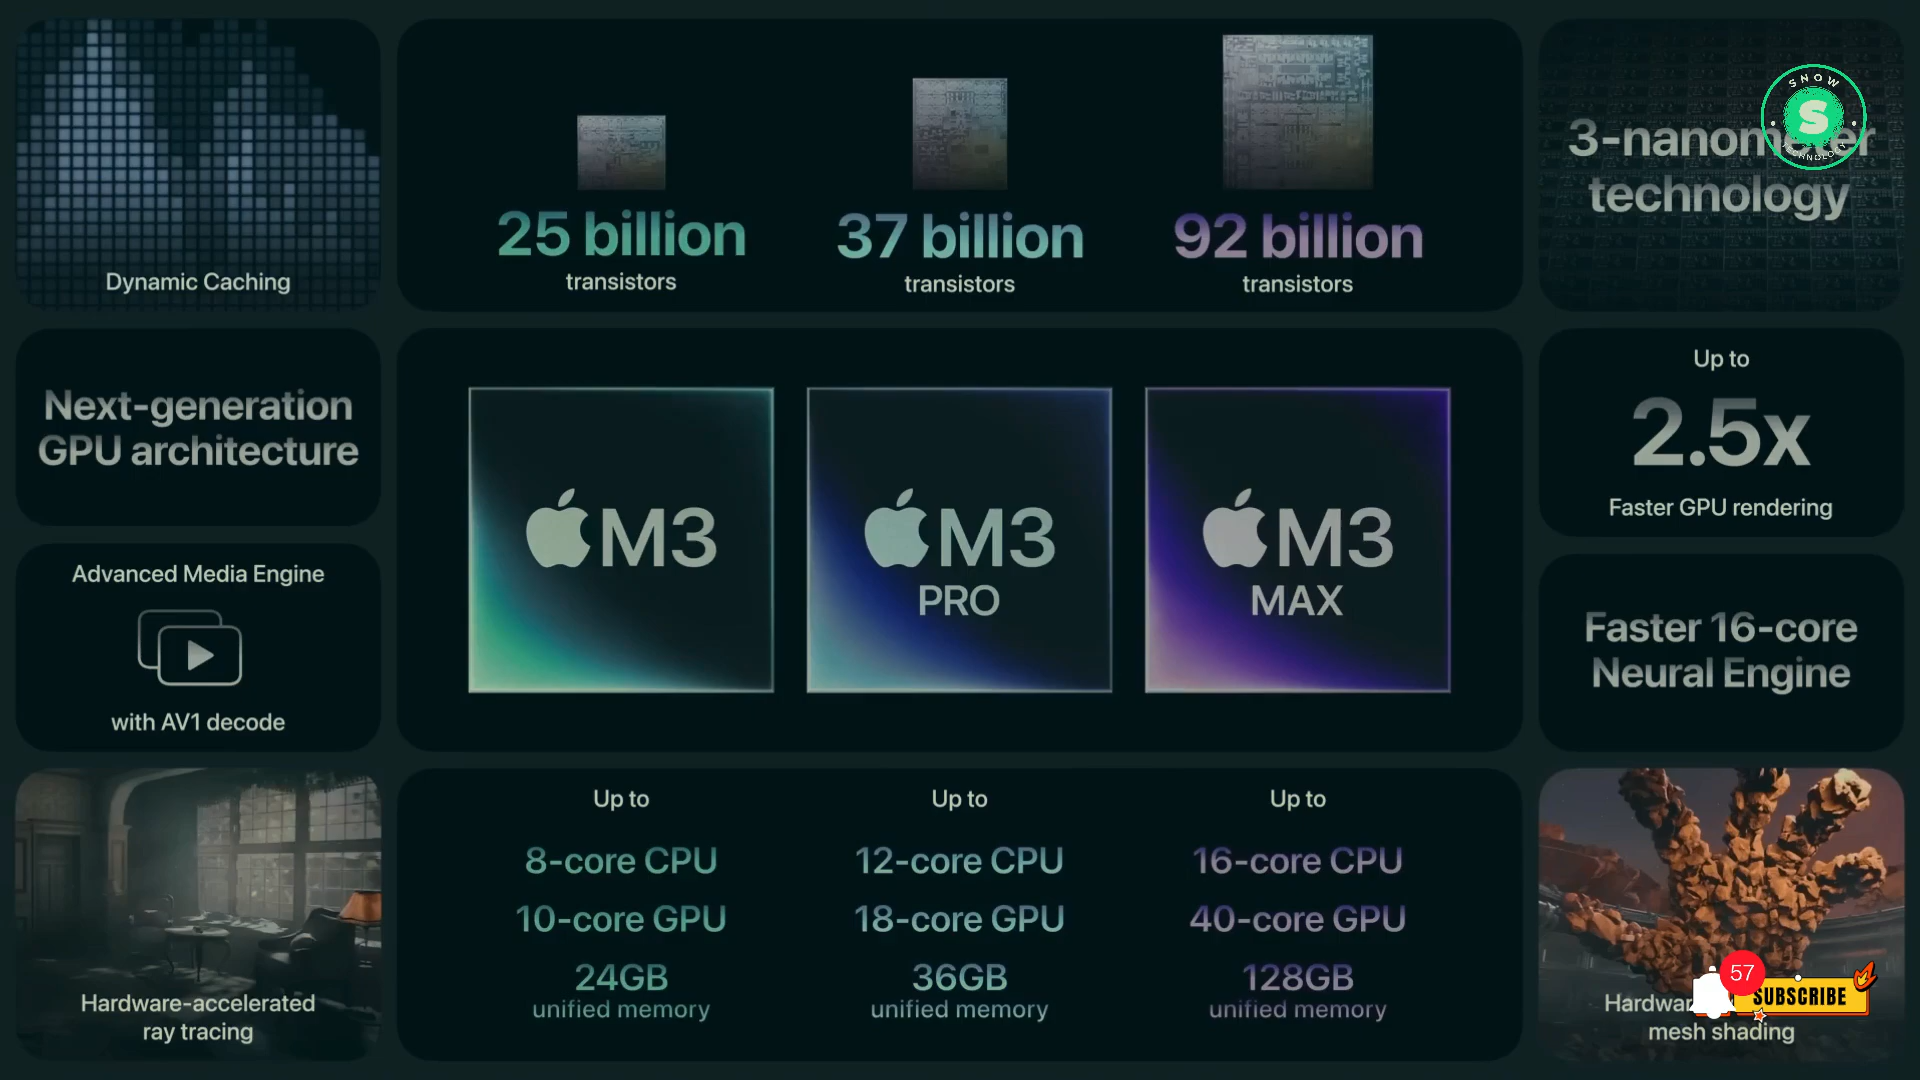 Dynamic Caching
25 billion
transistors
37 billion
transistors
92 billion
transistors
3-nanometer
technology
SNOW
S
TECHNOLOGY
Next-generation
GPU architecture
M3
M3
PRO
M3
MAX
Up to
2.5x
Faster GPU rendering
Advanced Media Engine
with AV1 decode
Faster 16-core
Neural Engine
Hardware-accelerated
ray tracing
Up to
8-core CPU
10-core GPU
24GB
unified memory
Up to
12-core CPU
18-core GPU
36GB
unified memory
Up to
16-core CPU
40-core GPU
128GB
unified memory
57
SUBSCRIBE
mesh shading